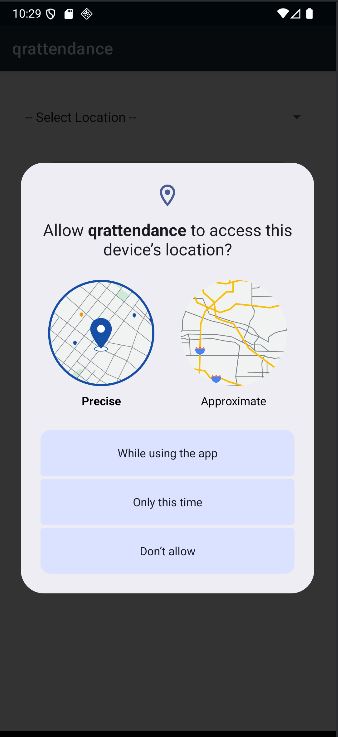 10:29
qrattendance
-- Select Location --
Allow qrattendance to access this
device's location?
Precise
Approximate
While using the app
Only this time
Don't allow